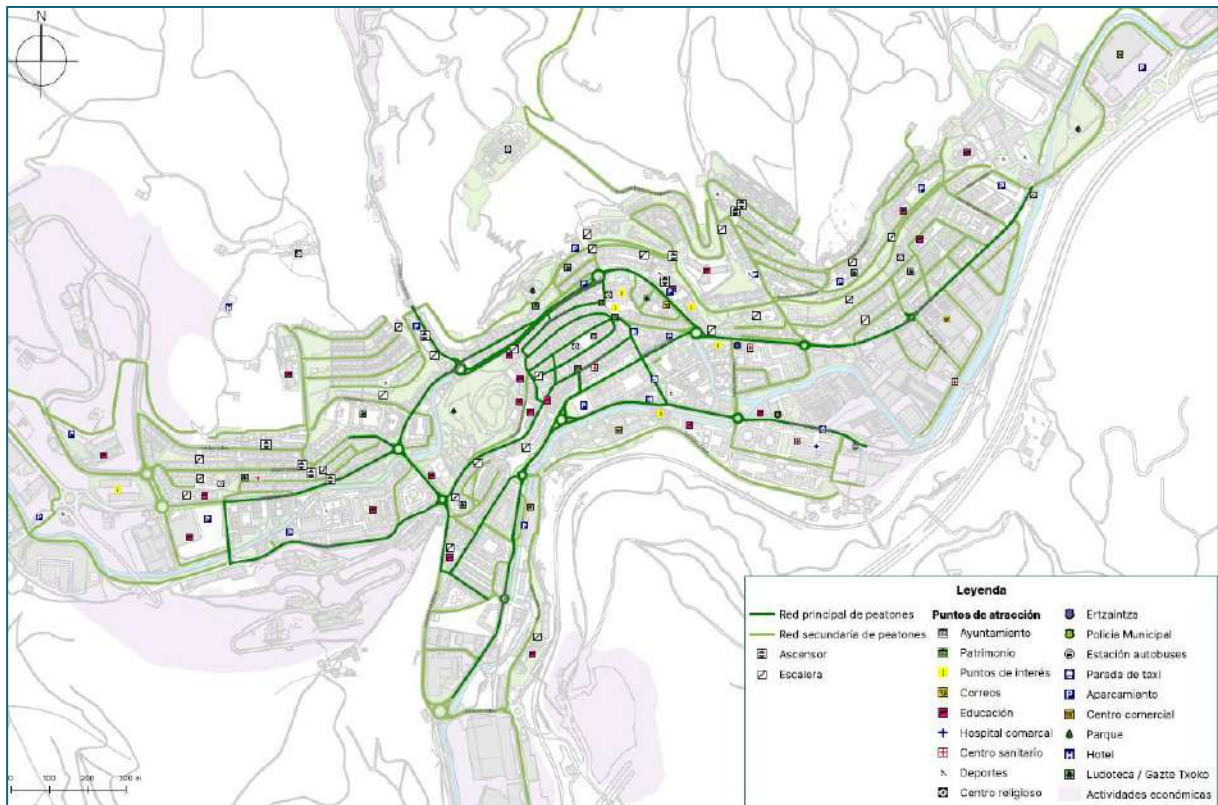 N
Leyenda
Red principal de peatones
Red secundaria de peatones
Ascensor
Escalera
Puntos de atracción
Ayuntamiento
Patrimonio
Puntos de interés
Correos
Educación
Hospital comarcal
Centro sanitario
Deportes
Centro religioso
Ertzaintza
Policia Municipal
Estación autobuses
Parada de taxi
Aparcamiento
Centro comercial
Parque
Hotel
Ludoteca / Gazte Txoko
Actividades económicas
0 100 200 300 m